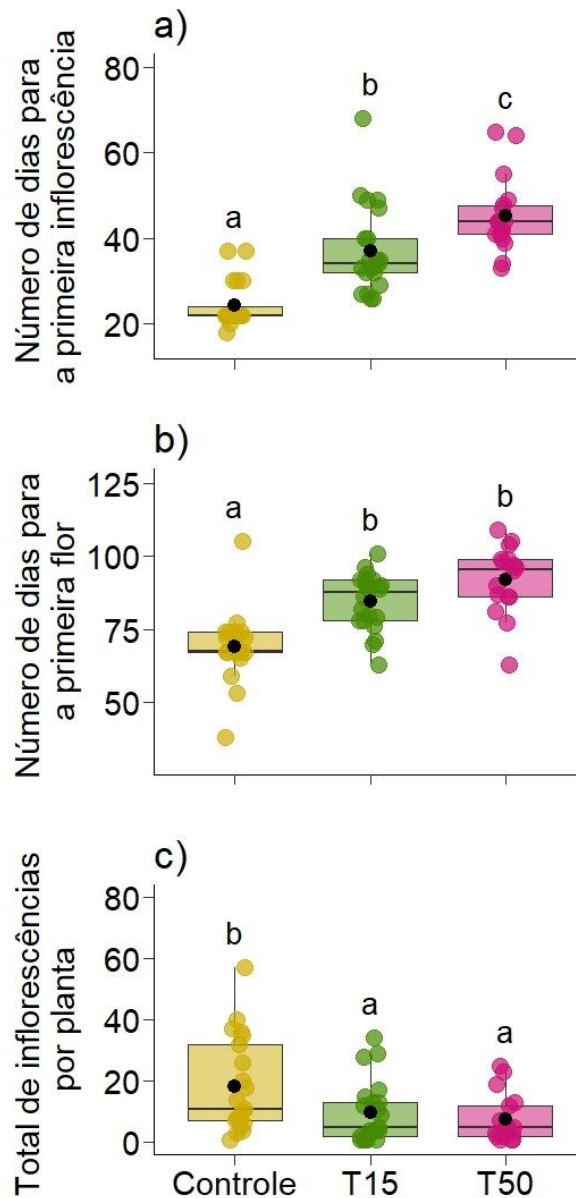 a)
Número de dias para
a primeira inflorescência
80
60
40
20
a
b
c
b)
Número de dias para
a primeira flor
125
100
75
50
a
b
b
c)
Total de inflorescências
por planta
80
60
40
20
0
b
a
a
Controle
T15
T50